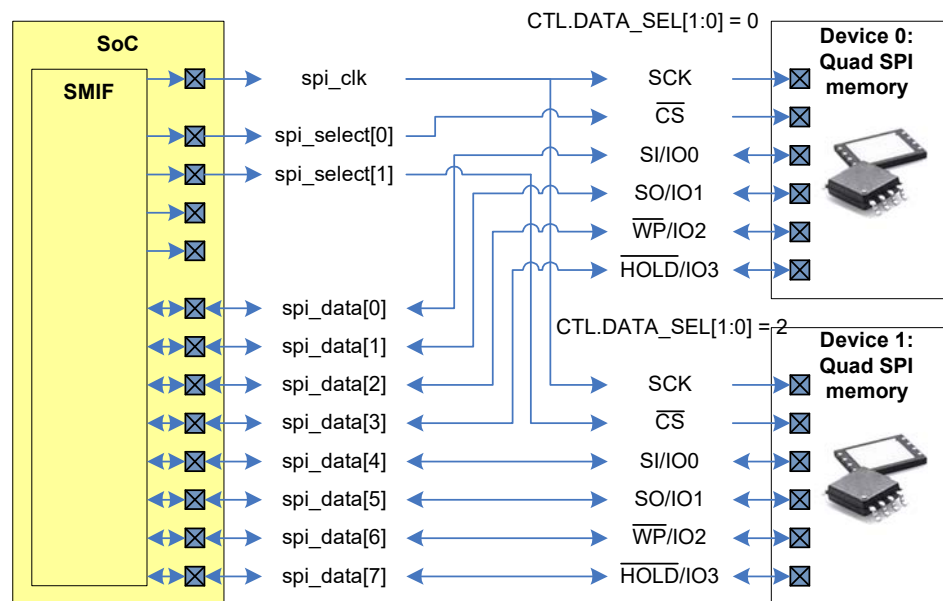 CTL.DATA_SEL[1:0] = 0
SoC
SMIF
Device 0:
Quad SPI
memory
spi_clk
SCK
spi_select[0]
CS
spi_select[1]
SI/IO0
SO/IO1
WP/IO2
HOLD/IO3
spi_data[0]
CTL.DATA_SEL[1:0] = 2
spi_data[1]
Device 1:
Quad SPI
memory
spi_data[2]
SCK
spi_data[3]
CS
spi_data[4]
SI/IO0
spi_data[5]
SO/IO1
spi_data[6]
WP/IO2
spi_data[7]
HOLD/IO3